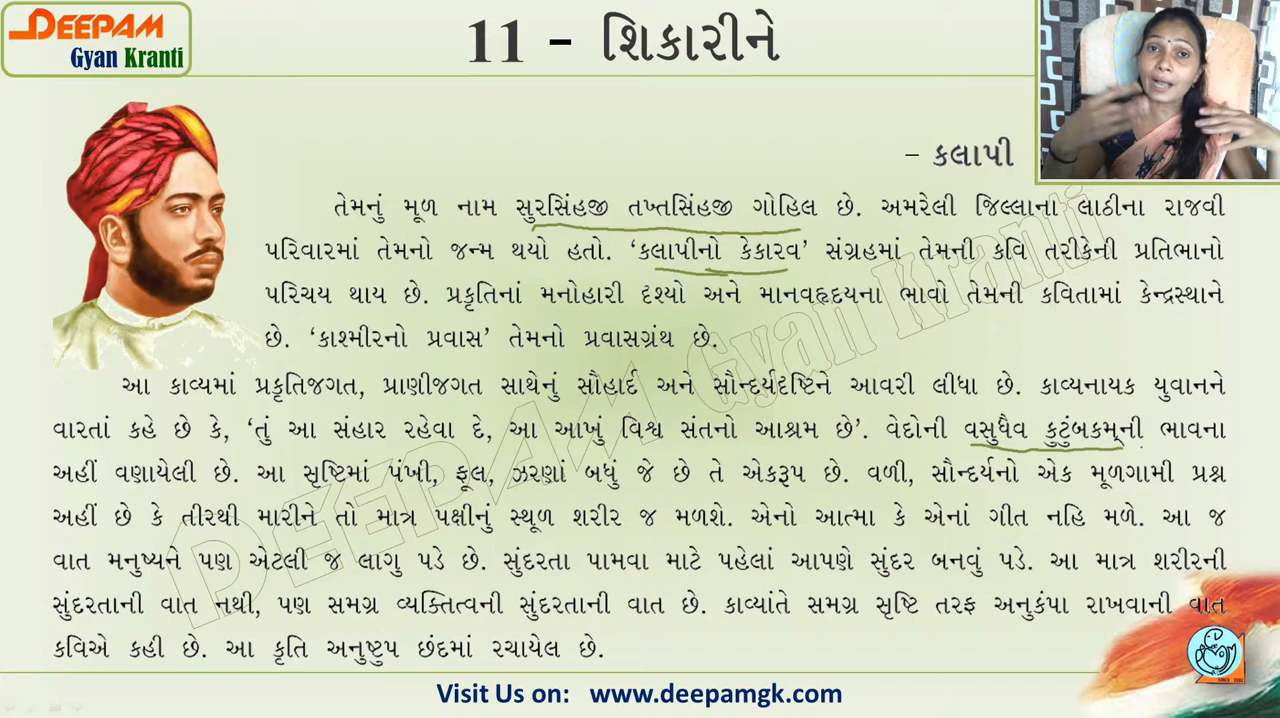 DEEPAM
Gyan Kranti
11 – શિકારીને
– કલાપી
તેમનું મૂળ નામ સુરસિંહજી તખ્તસિંહજી ગોહિલ છે. અમરેલી જિલ્લાના લાઠીના રાજવી
પરિવારમાં તેમનો જન્મ થયો હતો. ‘કલાપીનો કેકારવ’ સંગ્રહમાં તેમની કવિ તરીકેની પ્રતિભાનો
પરિચય થાય છે. પ્રકૃતિનાં મનોહારી દૃશ્યો અને માનવહૃદયના ભાવો તેમની કવિતામાં કેન્દ્રસ્થાને
છે. ‘કાશ્મીરનો પ્રવાસ’ તેમનો પ્રવાસગ્રંથ છે.
આ કાવ્યમાં પ્રકૃતિજગત, પ્રાણીજગત સાથેનું સૌહાર્દ અને સૌન્દર્યદૃષ્ટિને આવરી લીધા છે. કાવ્યનાયક યુવાનને
વારતાં કહે છે કે, ‘તું આ સંહાર રહેવા દે, આ આખું વિશ્વ સંતનો આશ્રમ છે’. વેદોની વસુધૈવ કુટુંબકમ્‌ની ભાવના
અહીં વણાયેલી છે. આ સૃષ્ટિમાં પંખી, ફૂલ, ઝરણાં બધું જે છે તે એકરૂપ છે. વળી, સૌન્દર્યનો એક મૂળગામી પ્રશ્ન
અહીં છે કે તીરથી મારીને તો માત્ર પક્ષીનું સ્થૂળ શરીર જ મળશે. એનો આત્મા કે એનાં ગીત નહિ મળે. આ જ
વાત મનુષ્યને પણ એટલી જ લાગુ પડે છે. સુંદરતા પામવા માટે પહેલાં આપણે સુંદર બનવું પડે. આ માત્ર શરીરની
સુંદરતાની વાત નથી, પણ સમગ્ર વ્યક્તિત્વની સુંદરતાની વાત છે. કાવ્યાંતે સમગ્ર સૃષ્ટિ તરફ અનુકંપા રાખવાની વાત
કવિએ કહી છે. આ કૃતિ અનુષ્ટુપ છંદમાં રચાયેલ છે.
DEEPAM Gyan Kranti
Visit Us on: www.deepamgk.com